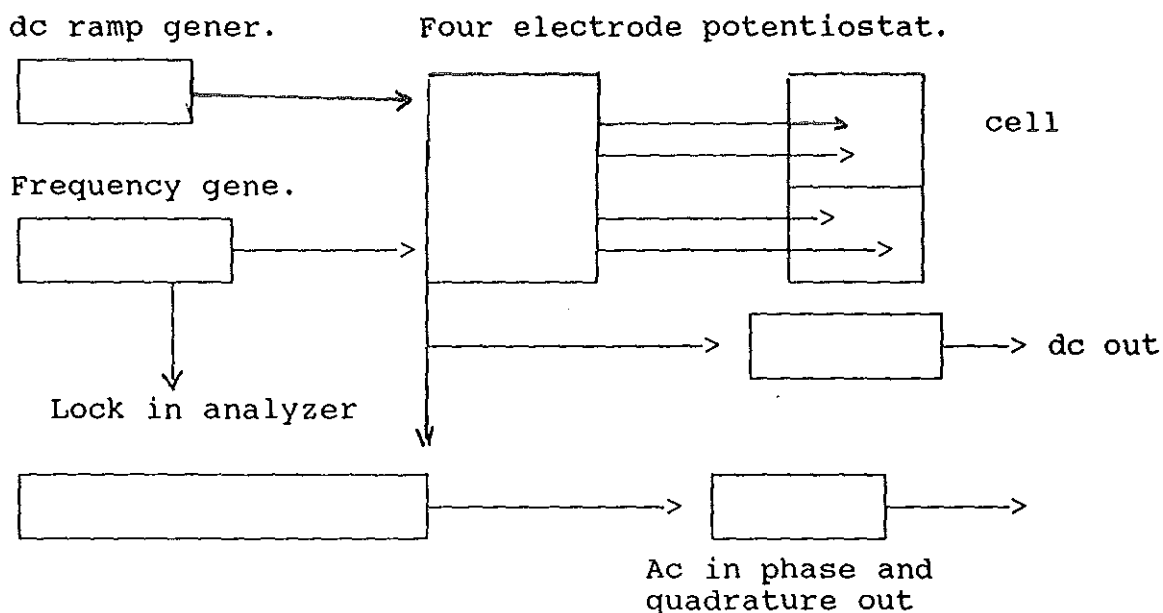 dc ramp gener.
Four electrode potentiostat.
cell
Frequency gene.
dc out
Lock in analyzer
Ac in phase and
quadrature out